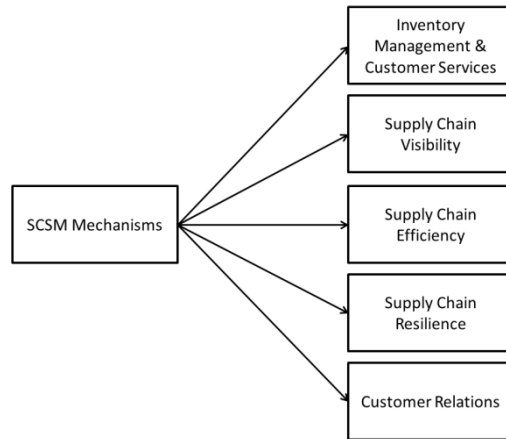 Inventory
Management &
Customer Services
Supply Chain
Visibility
SCSM Mechanisms
Supply Chain
Efficiency
Supply Chain
Resilience
Customer Relations